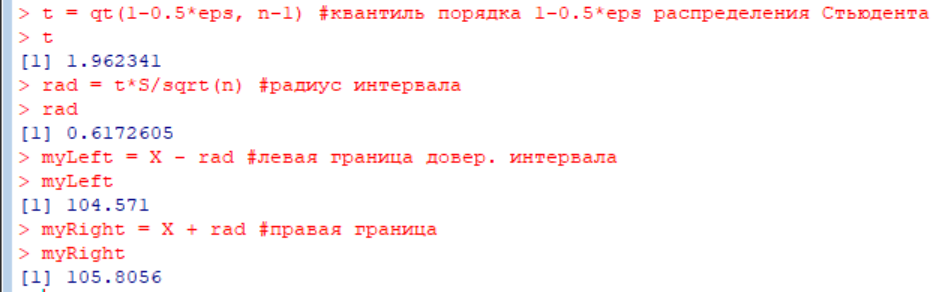 > t = qt(1-0.5*eps, n-1) #квантиль порядка 1-0.5*eps распределения Стьюдента
> t
[1] 1.962341
> rad = t*S/sqrt(n) #радиус интервала
> rad
[1] 0.6172605
> myLeft = X - rad #левая граница довер. интервала
> myLeft
[1] 104.571
> myRight = X + rad #правая граница
> myRight
[1] 105.8056